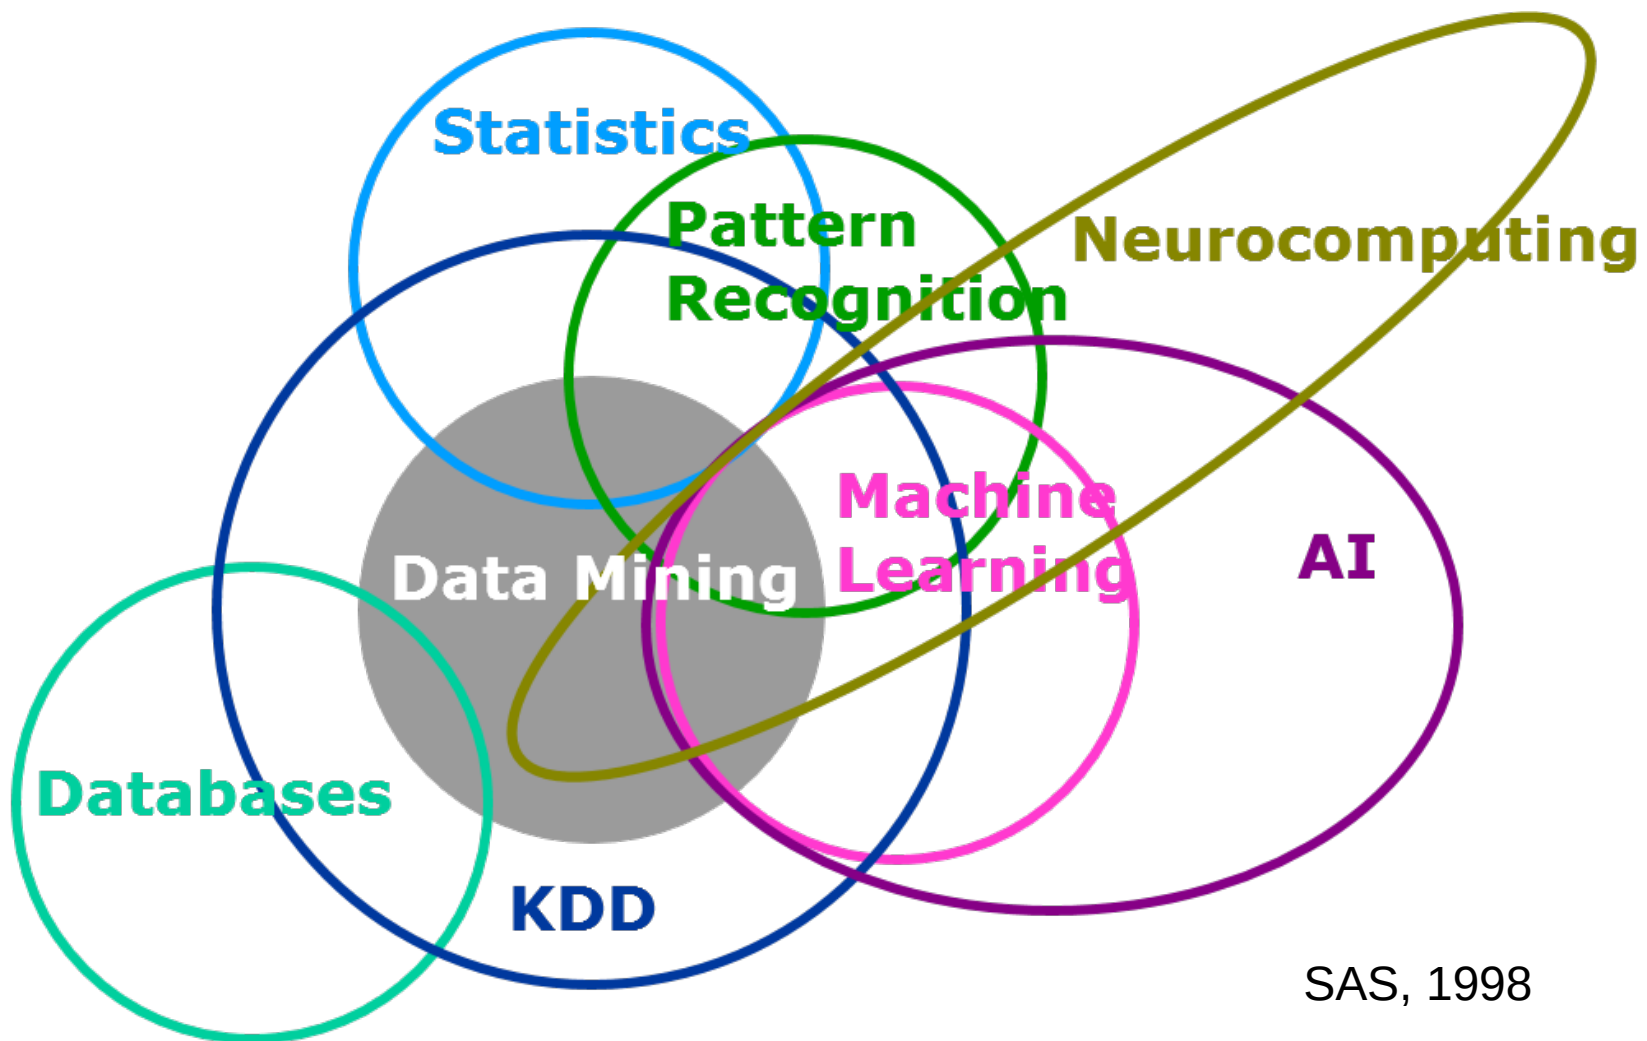 Statistics
Pattern
Recognition
Neurocomputing
Machine
Learning
AI
Data Mining
Databases
KDD
SAS, 1998